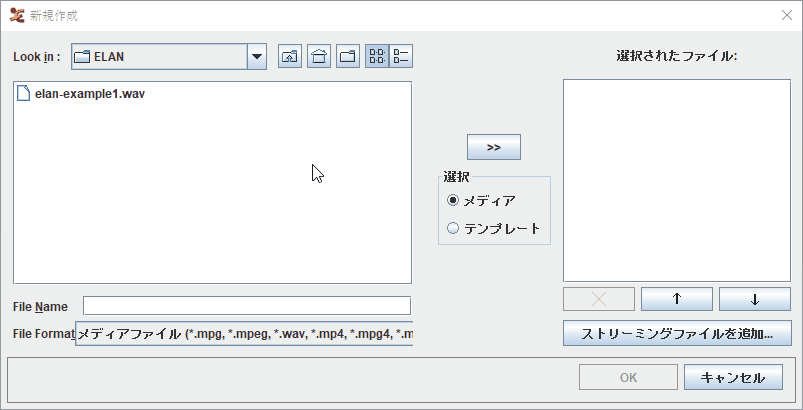 新規作成
Look in :
ELAN
選択されたファイル:
elan-example1.wav
>>
選択
メディア
テンプレート
File Name
File Format
メディアファイル (*.mpg, *.mpeg, *.wav, *.mp4, *.mpg4, *.m
ストリーミングファイルを追加...
OK
キャンセル